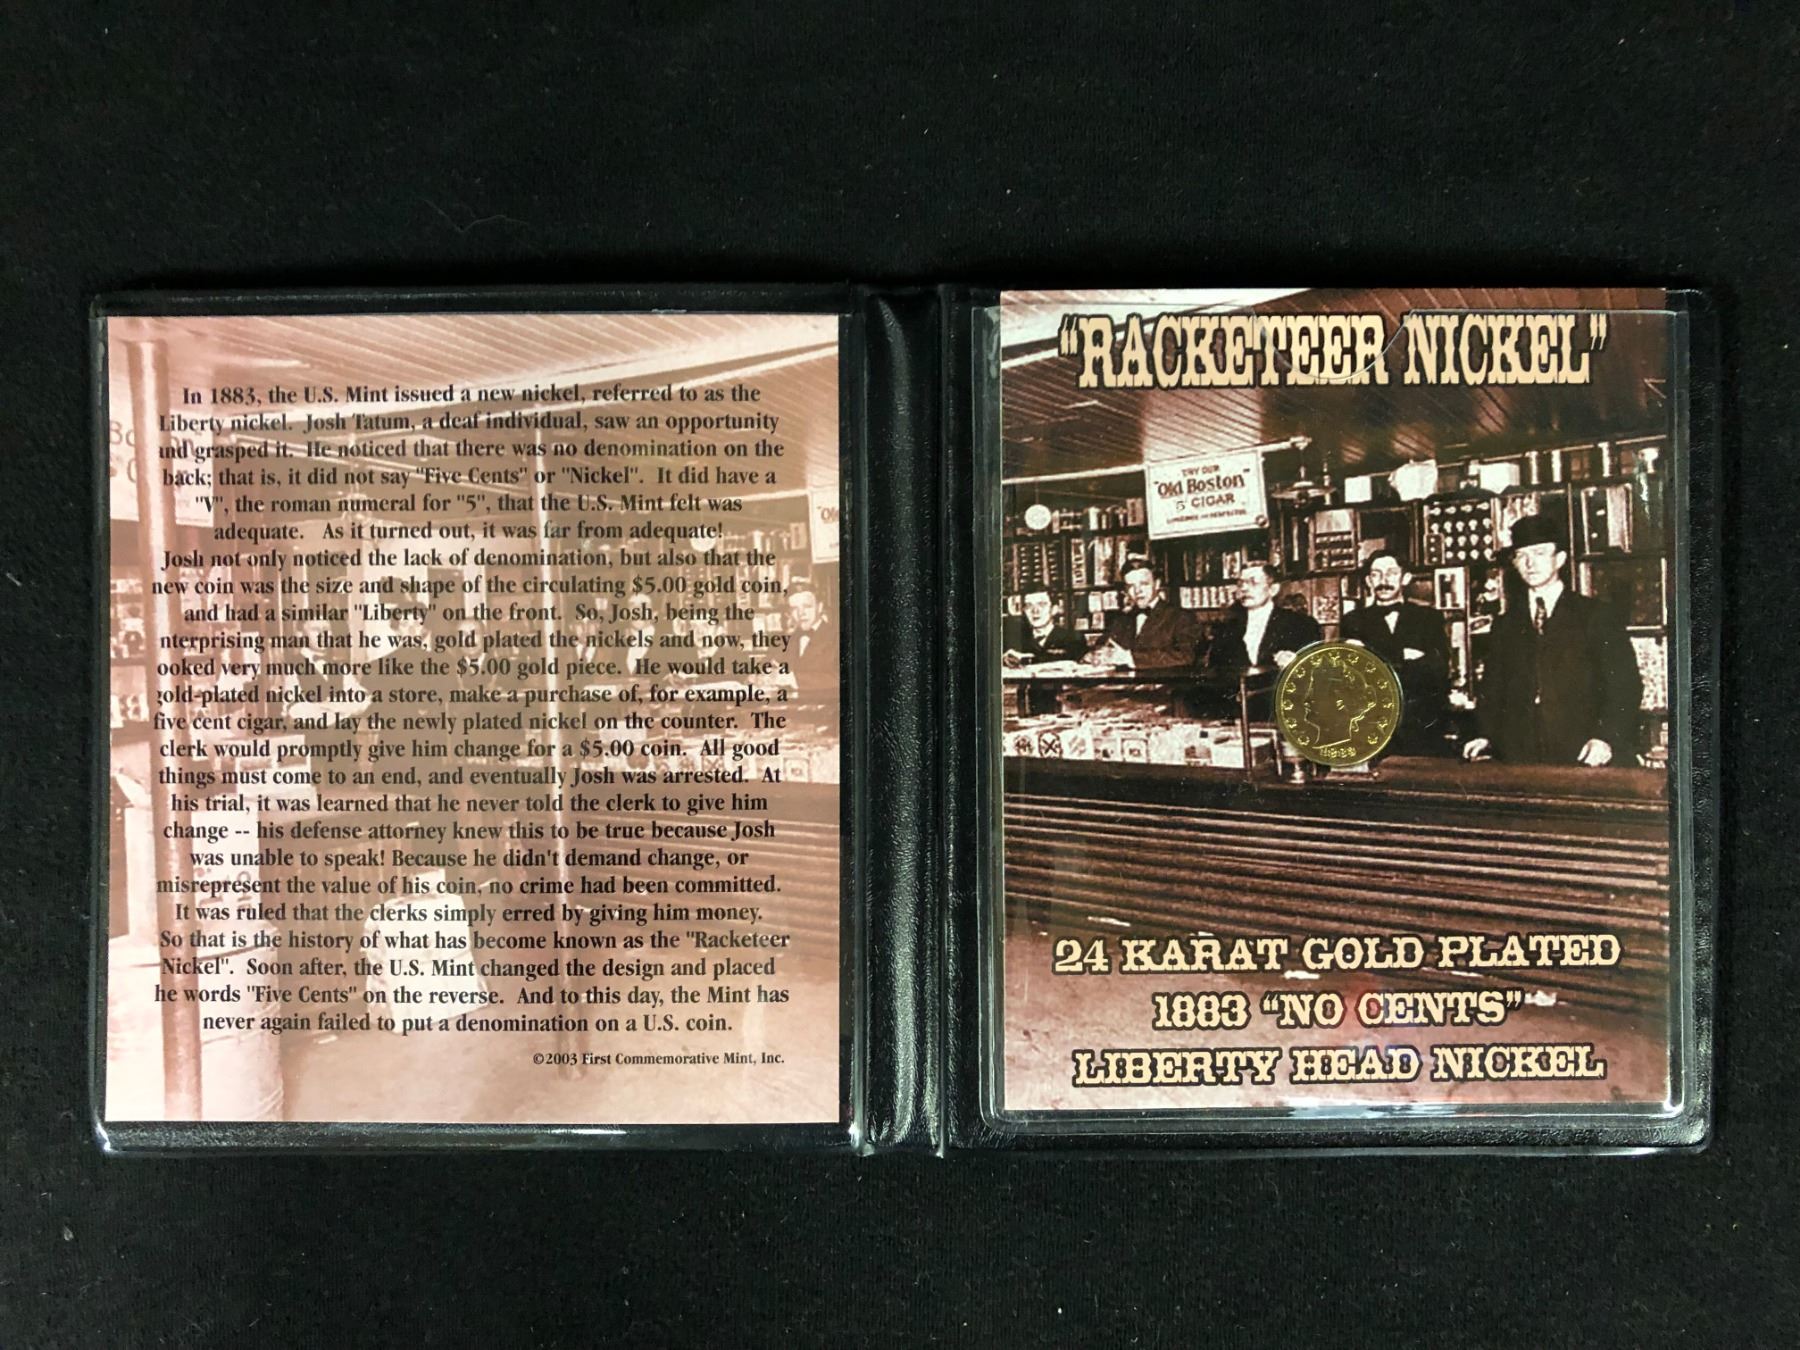 In 1883, the U.S. Mint issued a new nickel, referred to as the
Liberty nickel. Josh Tatum, a deaf individual, saw an opportunity
and grasped it. He noticed that there was no denomination on the
back; that is, it did not say "Five Cents" or "Nickel". It did have a
"V", the roman numeral for "5", that the U.S. Mint felt was
adequate. As it turned out, it was far from adequate!
Josh not only noticed the lack of denomination, but also that the
new coin was the size and shape of the circulating $5.00 gold coin,
and had a similar "Liberty" on the front. So, Josh, being the
nterprising man that he was, gold plated the nickels and now, they
ooked very much more like the $5.00 gold piece. He would take a
gold-plated nickel into a store, make a purchase of, for example, a
five cent cigar, and lay the newly plated nickel on the counter. The
clerk would promptly give him change for a $5.00 coin. All good
things must come to an end, and eventually Josh was arrested. At
his trial, it was learned that he never told the clerk to give him
change -- his defense attorney knew this to be true because Josh
was unable to speak! Because he didn't demand change, or
misrepresent the value of his coin, no crime had been committed.
It was ruled that the clerks simply erred by giving him money.
So that is the history of what has become known as the "Racketeer
Nickel". Soon after, the U.S. Mint changed the design and placed
he words "Five Cents" on the reverse. And to this day, the Mint has
never again failed to put a denomination on a U.S. coin.
©2003 First Commemorative Mint, Inc.
"RACKETEER NICKEL"
TRY OUR
"Old Boston"
5¢ CIGAR
1883
24 KARAT GOLD PLATED
1883 "NO CENTS"
LIBERTY HEAD NICKEL